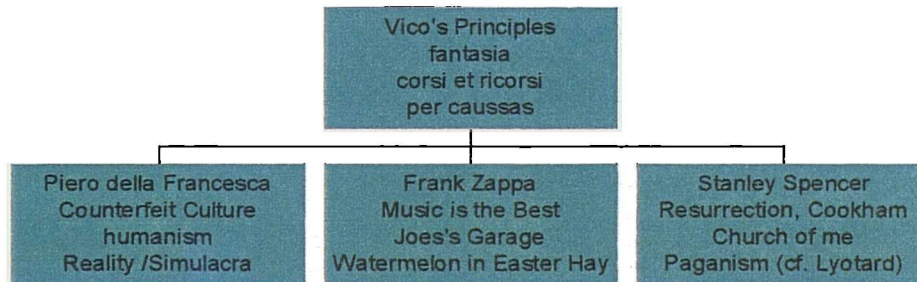 Vico's Principles
fantasia
corsi et ricorsi
per caussas
Piero della Francesca
Counterfeit Culture
humanism
Reality /Simulacra
Frank Zappa
Music is the Best
Joes's Garage
Watermelon in Easter Hay
Stanley Spencer
Resurrection, Cookham
Church of me
Paganism (cf. Lyotard)